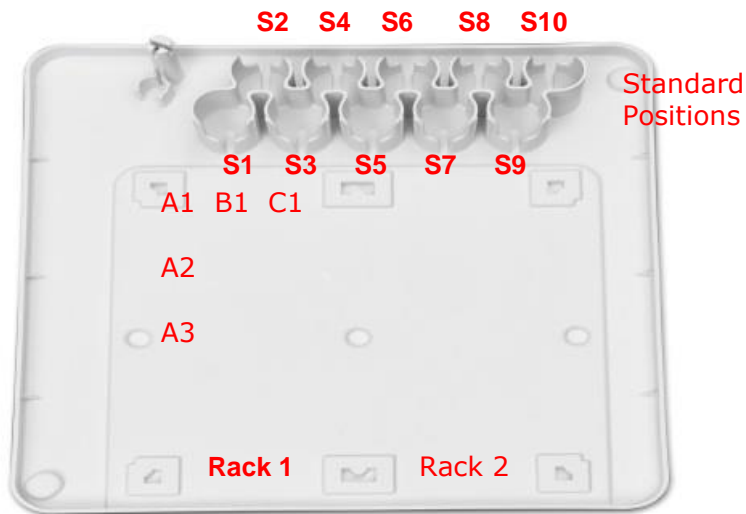 S2 S4 S6 S8 S10
Standard
Positions
S1 S3 S5 S7 S9
A1 B1 C1
A2
A3
Rack 1 Rack 2